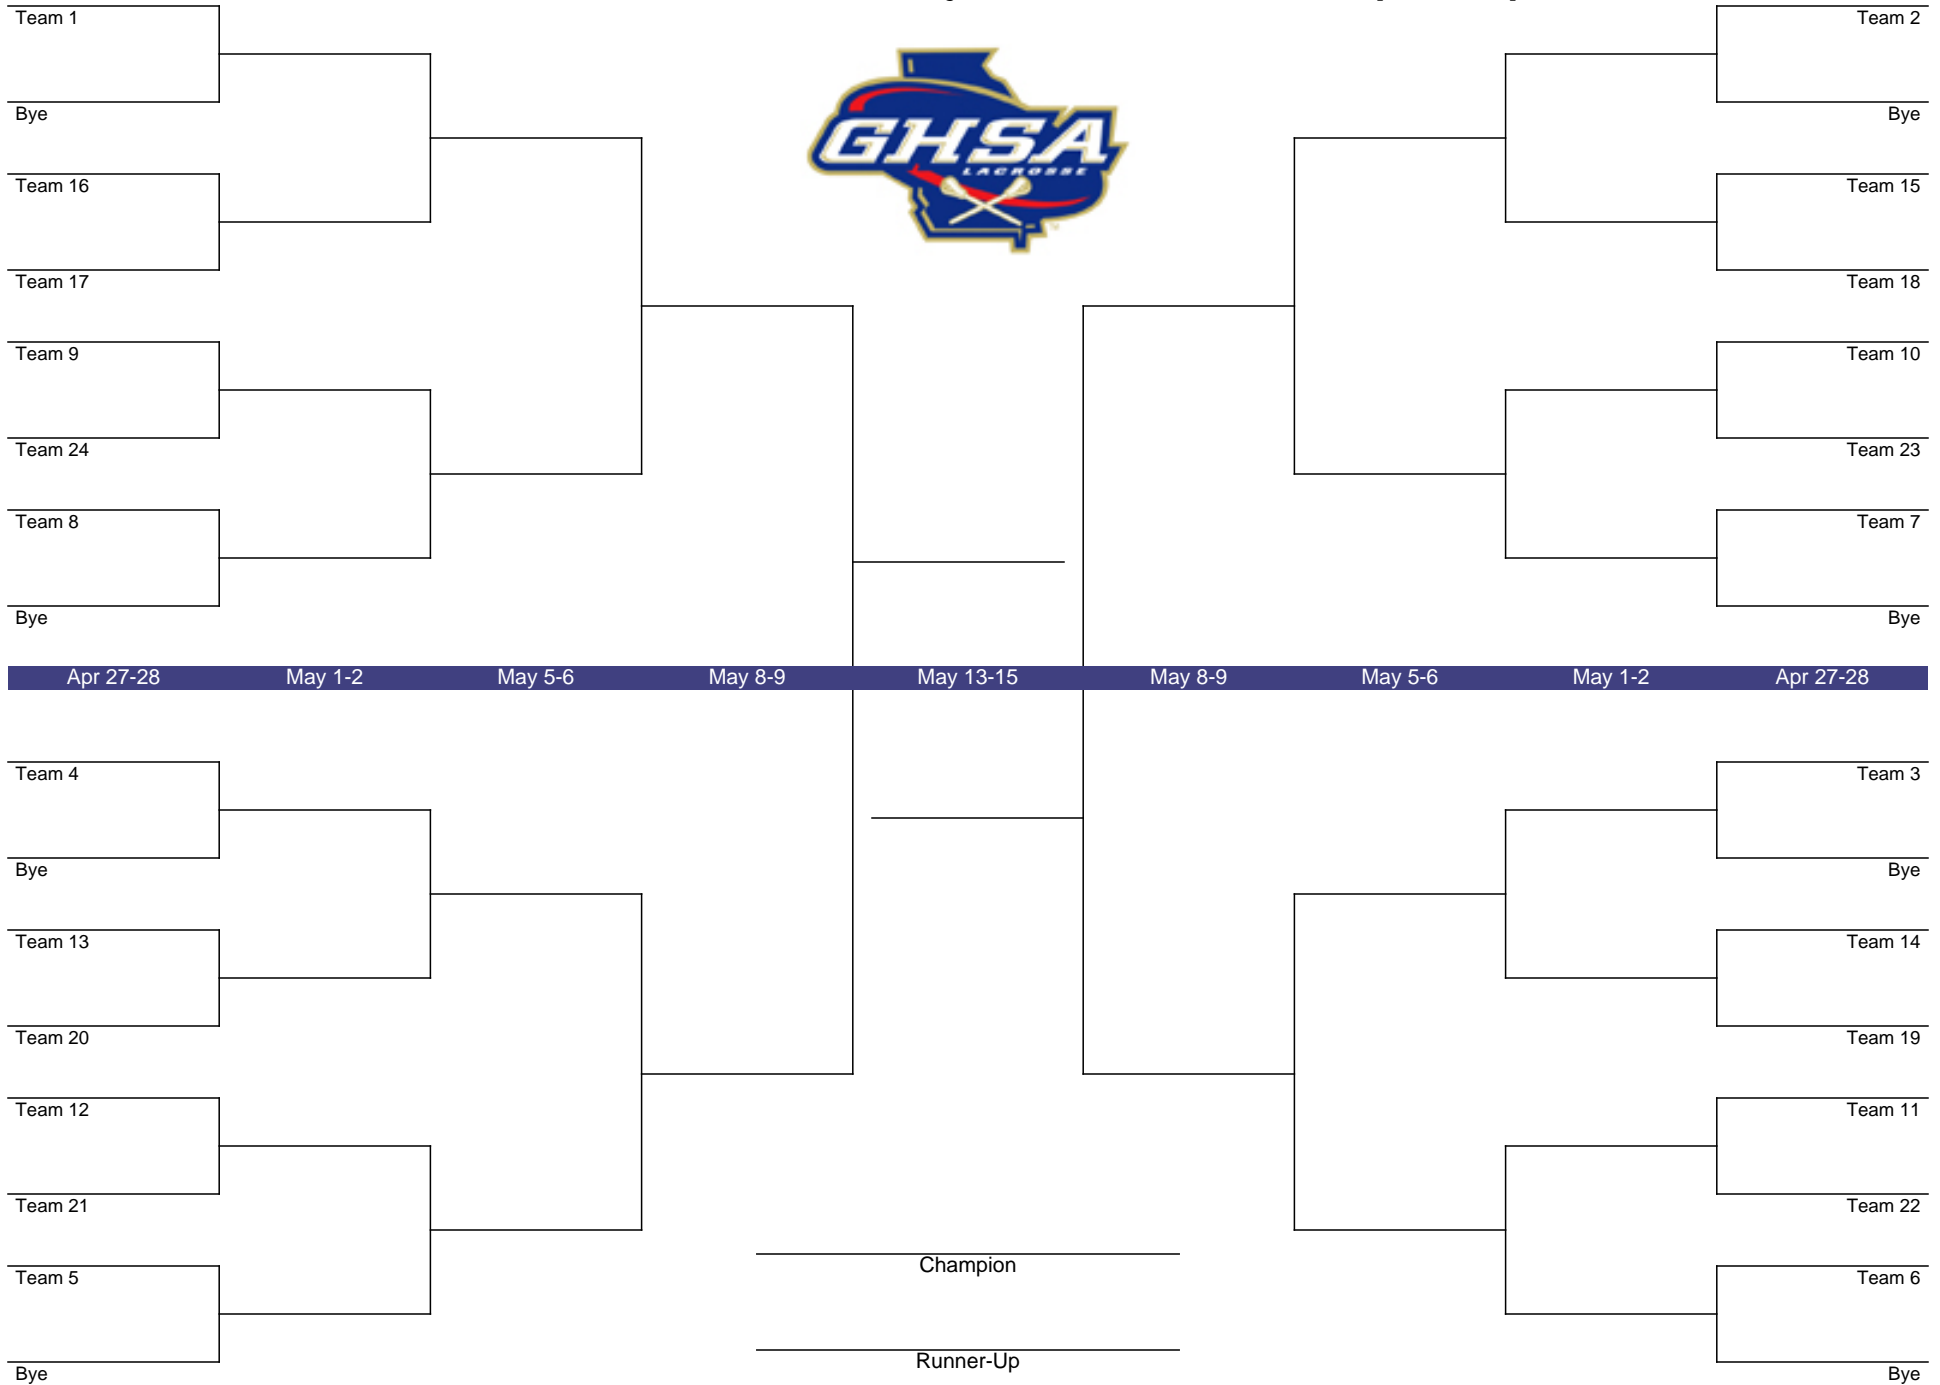 Team 1
Bye
Team 16
Team 17
Team 9
Team 24
Team 8
Bye
GHSA
LACROSSE
TM
Team 2
Bye
Team 15
Team 18
Team 10
Team 23
Team 7
Bye
Apr 27-28 May 1-2 May 5-6 May 8-9 May 13-15 May 8-9 May 5-6 May 1-2 Apr 27-28
Team 4
Bye
Team 13
Team 20
Team 12
Team 21
Team 5
Bye
Champion
Runner-Up
Team 3
Bye
Team 14
Team 19
Team 11
Team 22
Team 6
Bye